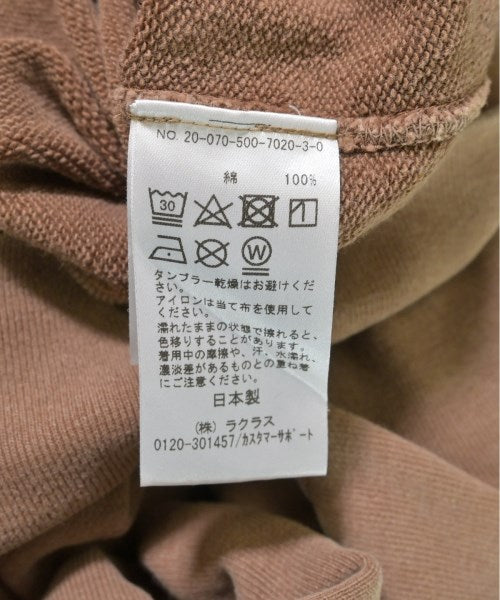 NO. 20-070-500-7020-3-0
綿 100%
30
W
タンブラー乾燥はお避けくだ
さい。
アイロンは当て布を使用して
ください。
濡れたままの状態で擦れると、
色移りすることがあります。
着用中の摩擦や、汗、水濡れ、
濃淡差があるものとの重ね着
にご注意ください。
日本製
(株) ラクラス
0120-301457/カスタマーサポート